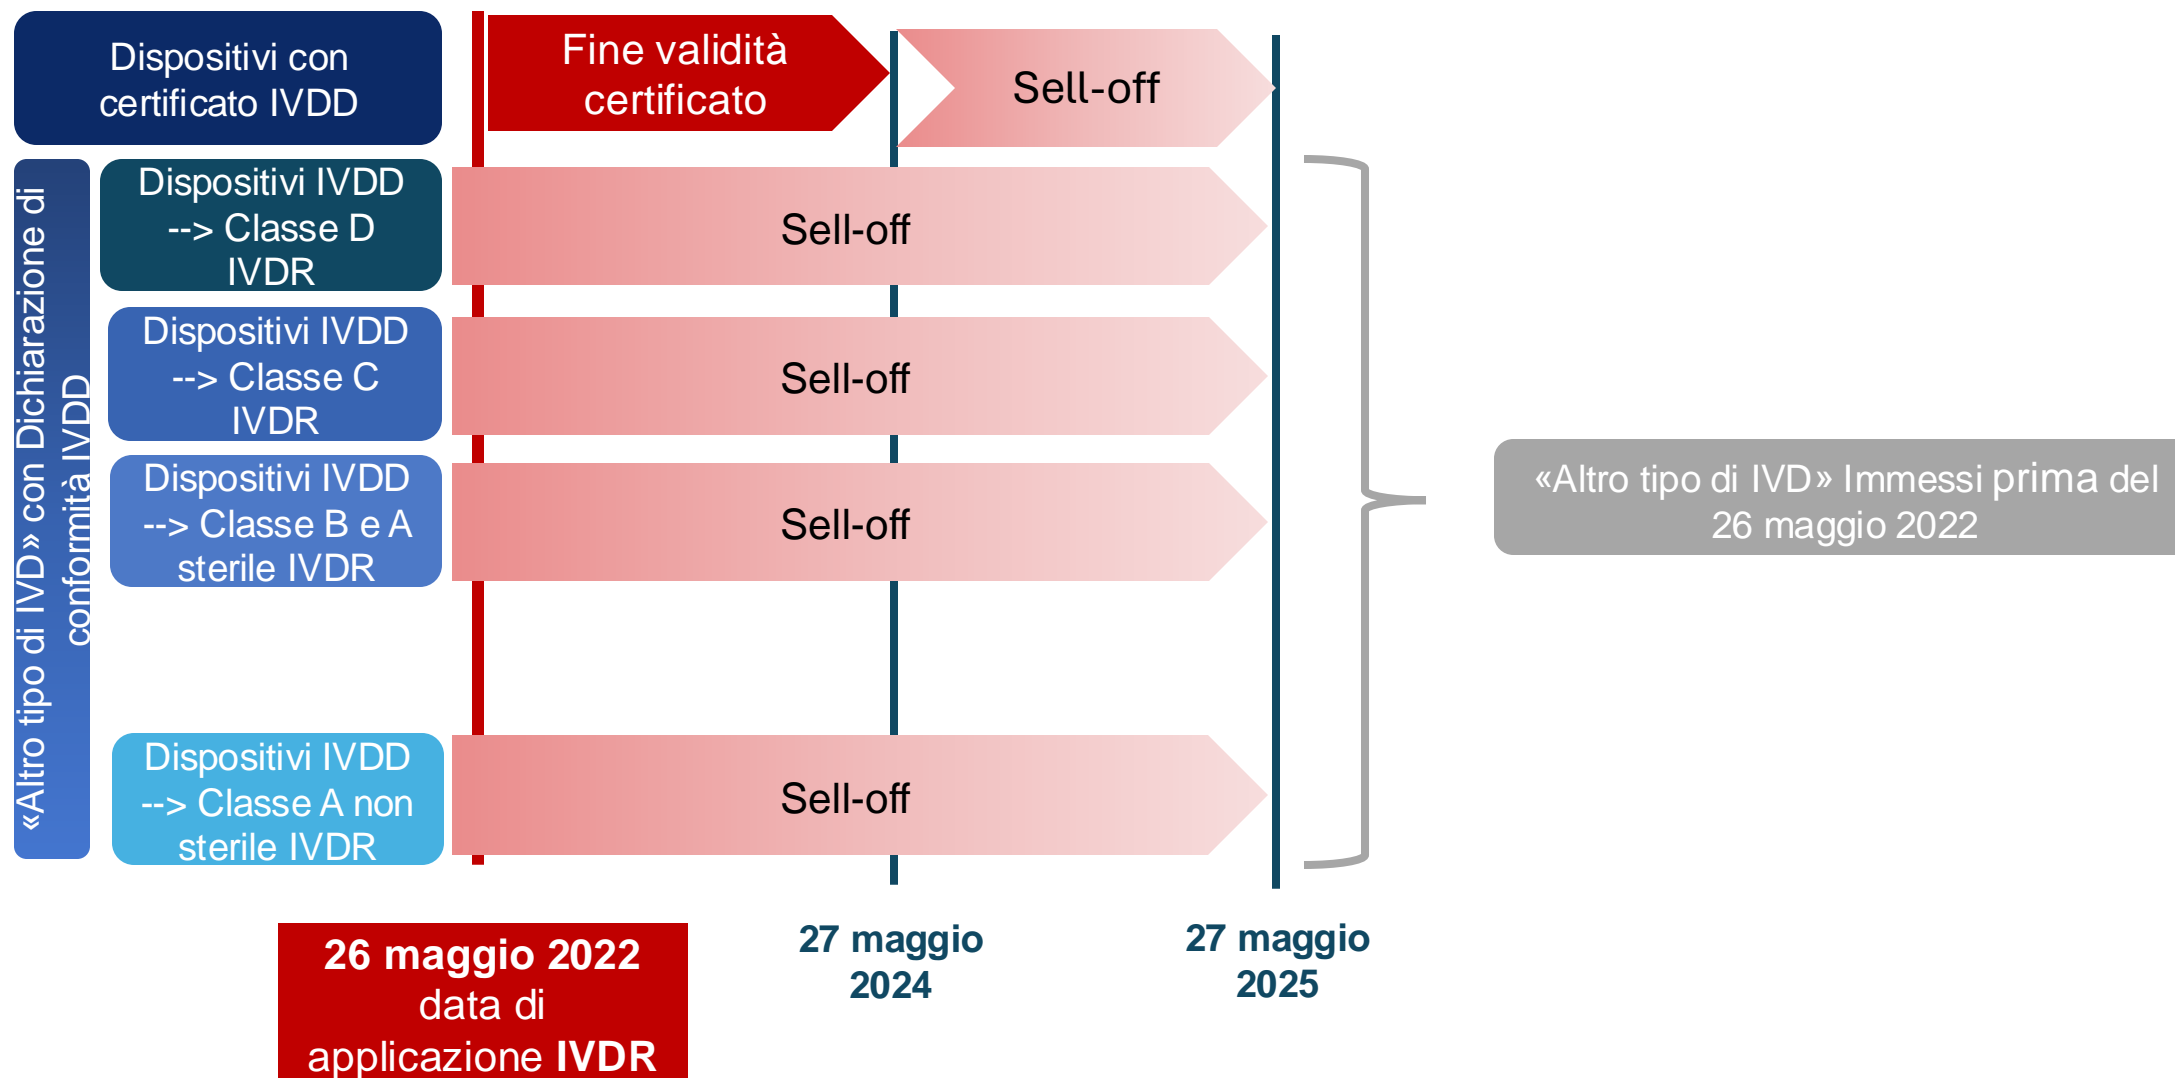 Dispositivi con
certificato IVDD
Fine validità
certificato
Sell-off
«Altro tipo di IVD» con Dichiarazione di
conformità IVDD
Dispositivi IVDD
--> Classe D
IVDR
Sell-off
Dispositivi IVDD
--> Classe C
IVDR
Sell-off
Dispositivi IVDD
--> Classe B e A
sterile IVDR
Sell-off
Dispositivi IVDD
--> Classe A non
sterile IVDR
Sell-off
«Altro tipo di IVD» Immessi prima del
26 maggio 2022
26 maggio 2022
data di
applicazione IVDR
27 maggio
2024
27 maggio
2025